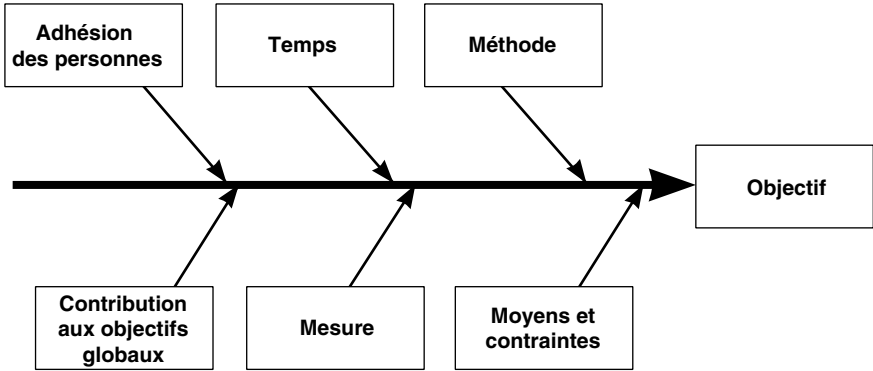 Adhésion
des personnes
Temps
Méthode
Objectif
Contribution
aux objectifs
globaux
Mesure
Moyens et
contraintes